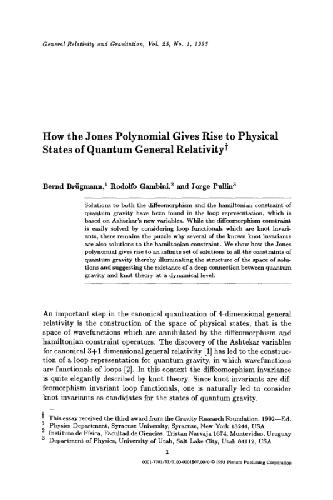 General Relativity and Gravitation, Vol. 25, No. 1, 1993
How the Jones Polynomial Gives Rise to Physical
States of Quantum General Relativity†
Bernd Brügmann,¹ Rodolfo Gambini,² and Jorge Pullin³
Solutions to both the diffeomorphism and the hamiltonian constraint of
quantum gravity have been found in the loop representation, which is
based on Ashtekar's new variables. While the diffeomorphism constraint
is easily solved by considering loop functionals which are knot invari-
ants, there remains the puzzle why several of the known knot invariants
are also solutions to the hamiltonian constraint. We show how the Jones
polynomial gives rise to an infinite set of solutions to all the constraints of
quantum gravity thereby illuminating the structure of the space of solu-
tions and suggesting the existance of a deep connection between quantum
gravity and knot theory at a dynamical level.
An important step in the canonical quantization of 4-dimensional general
relativity is the construction of the space of physical states, that is the
space of wavefunctions which are annihilated by the diffeomorphism and
hamiltonian constraint operators. The discovery of the Ashtekar variables
for canonical 3+1 dimensional general relativity [1] has led to the construc-
tion of a loop representation for quantum gravity, in which wavefunctions
are functionals of loops [2]. In this context the diffeomorphism invariance
is quite elegantly described by knot theory. Since knot invariants are dif-
feomorphism invariant loop functionals, one is naturally led to consider
knot invariants as candidates for the states of quantum gravity.
† This essay received the third award from the Gravity Research Foundation, 1992—Ed.
¹ Physics Department, Syracuse University, Syracuse, New York 13244, USA
² Instituto de Física, Facultad de Ciencias, Tristan Narvaja 1674, Montevideo, Uruguay
³ Department of Physics, University of Utah, Salt Lake City, Utah 84112, USA
1
1993 Plenum Publishing Corporation